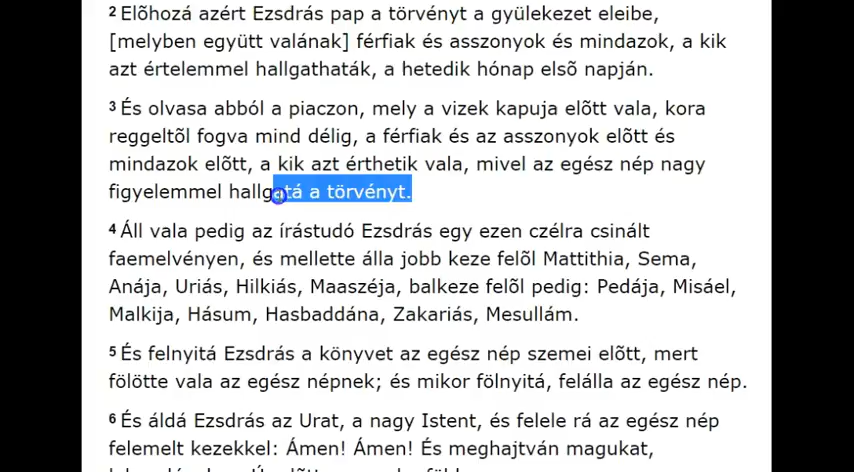 2 Elõhozá azért Ezsdrás pap a törvényt a gyülekezet eleibe,
[melyben együtt valának] férfiak és asszonyok és mindazok, a kik
azt értelemmel hallgathaták, a hetedik hónap elsõ napján.
3 És olvasa abból a piaczon, mely a vizek kapuja elõtt vala, kora
reggeltõl fogva mind délig, a férfiak és az asszonyok elõtt és
mindazok elõtt, a kik azt érthetik vala, mivel az egész nép nagy
figyelemmel hallgatá a törvényt.
4 Áll vala pedig az írástudó Ezsdrás egy ezen czélra csinált
faemelvényen, és mellette álla jobb keze felõl Mattithia, Sema,
Anája, Uriás, Hilkiás, Maaszéja, balkeze felõl pedig: Pedája, Misáel,
Malkija, Hásum, Hasbaddána, Zakariás, Mesullám.
5 És felnyitá Ezsdrás a könyvet az egész nép szemei elõtt, mert
fölötte vala az egész népnek; és mikor fölnyitá, felálla az egész nép.
6 És áldá Ezsdrás az Urat, a nagy Istent, és felele rá az egész nép
felemelt kezekkel: Ámen! Ámen! És meghajtván magukat,